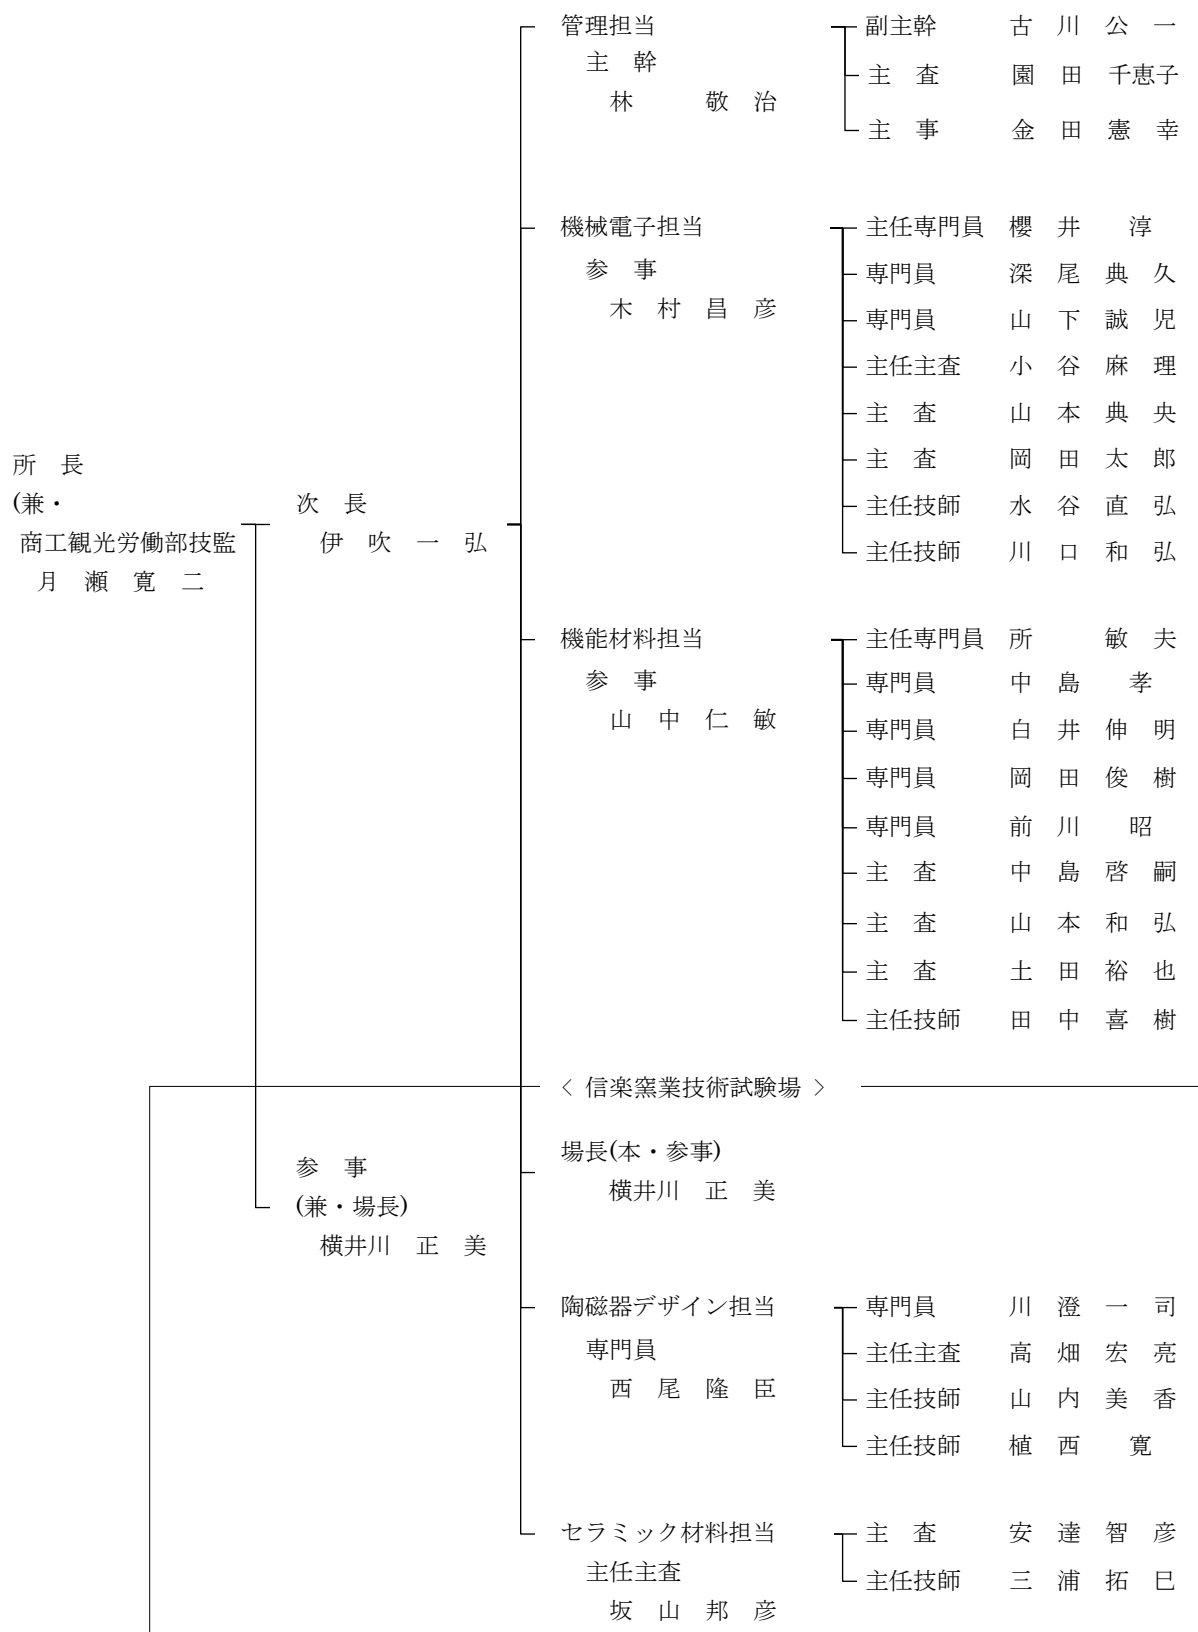 所　長
(兼・
商工観光労働部技監
月　瀬　寛　二
次　長
伊　吹　一　弘
参　事
(兼・場長)
横井川　正　美
管理担当
主　幹
林　　　敬　治
副主幹　古　川　公　一
主　査　園　田　千恵子
主　事　金　田　憲　幸
機械電子担当
参　事
木　村　昌　彦
主任専門員　櫻　井　　淳
専門員　深　尾　典　久
専門員　山　下　誠　児
主任主査　小　谷　麻　理
主　査　山　本　典　央
主　査　岡　田　太　郎
主任技師　水　谷　直　弘
主任技師　川　口　和　弘
機能材料担当
参　事
山　中　仁　敏
主任専門員　所　　　敏　夫
専門員　中　島　　孝
専門員　白　井　伸　明
専門員　岡　田　俊　樹
専門員　前　川　　昭
主　査　中　島　啓　嗣
主　査　山　本　和　弘
主　査　土　田　裕　也
主任技師　田　中　喜　樹
〈 信楽窯業技術試験場 〉
場長(本・参事)
横井川　正　美
陶磁器デザイン担当
専門員
西　尾　隆　臣
専門員　川　澄　一　司
主任主査　高　畑　宏　亮
主任技師　山　内　美　香
主任技師　植　西　　寛
セラミック材料担当
主任主査
坂　山　邦　彦
主　査　安　達　智　彦
主任技師　三　浦　拓　巳